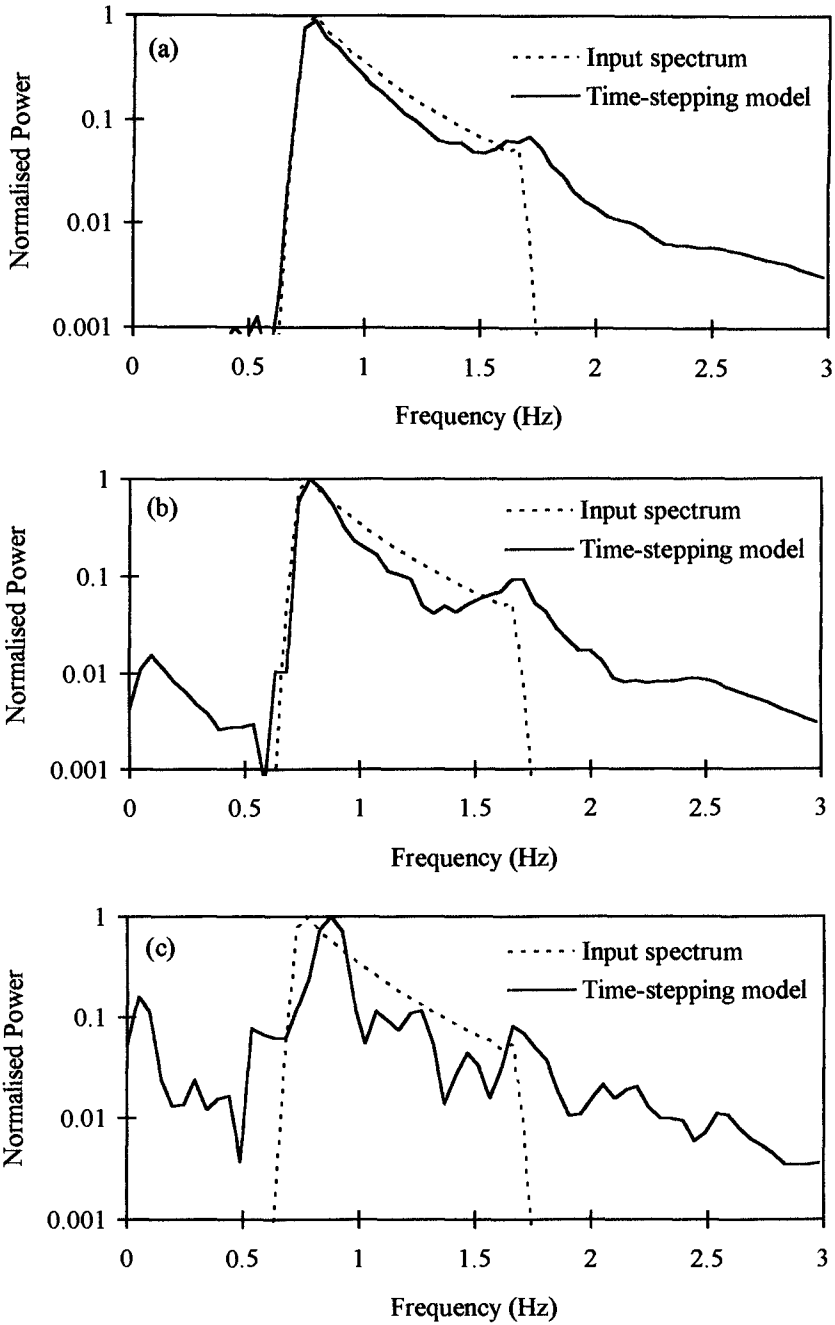 (a)
Input spectrum
Time-stepping model
Normalised Power
1
0.1
0.01
0.001
0 0.5 1 1.5 2 2.5 3
Frequency (Hz)
(b)
Input spectrum
Time-stepping model
Normalised Power
1
0.1
0.01
0.001
0 0.5 1 1.5 2 2.5 3
Frequency (Hz)
(c)
Input spectrum
Time-stepping model
Normalised Power
1
0.1
0.01
0.001
0 0.5 1 1.5 2 2.5 3
Frequency (Hz)